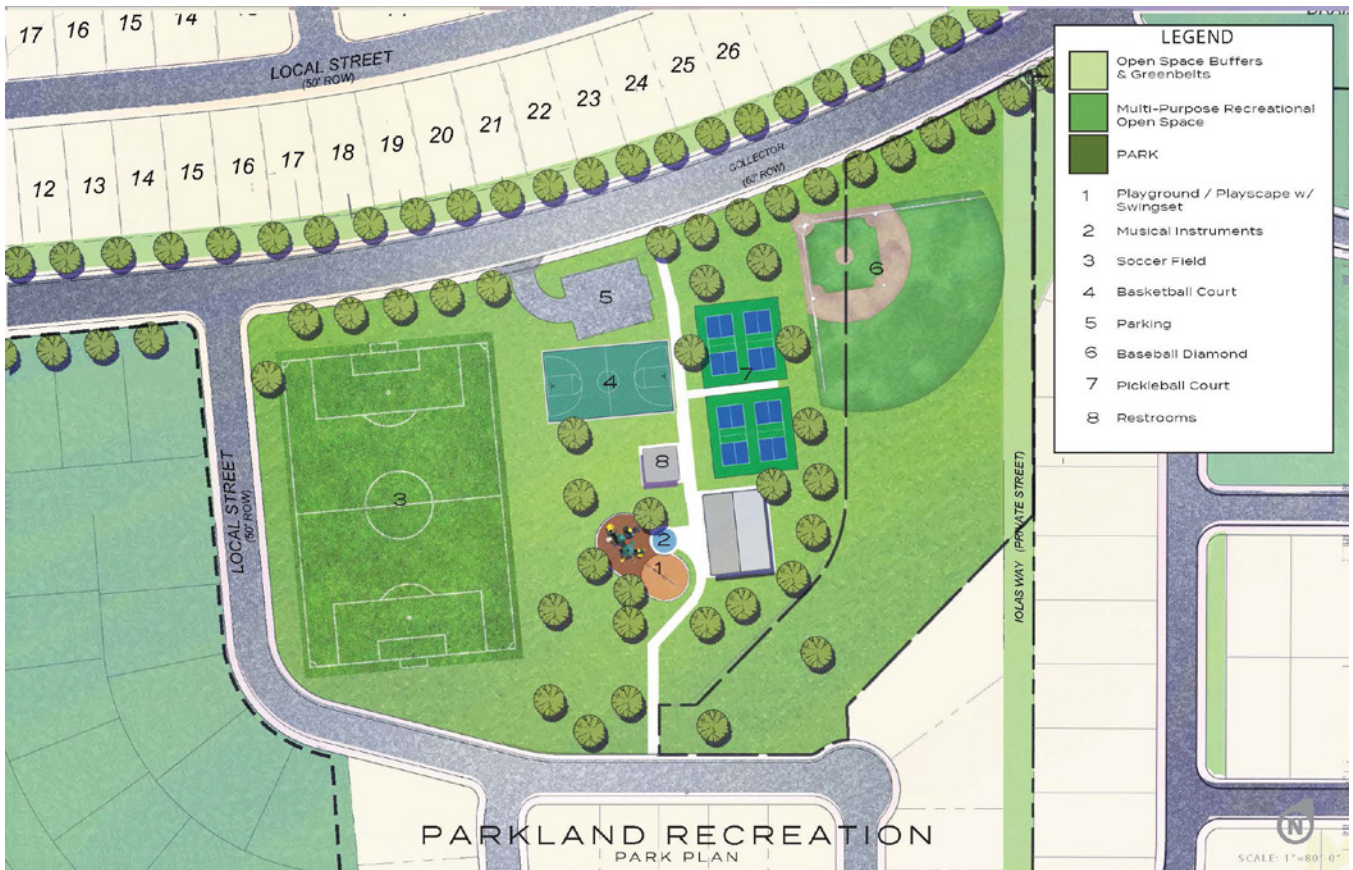 17 16 15 14
LOCAL STREET
(50' ROW)
12 13 14 15 16 17 18 19 20 21 22 23 24 25 26
COLLECTOR
(60' ROW)
LEGEND
Open Space Buffers
& Greenbelts
Multi-Purpose Recreational
Open Space
PARK
1 Playground / Playscape w/
Swingset
2 Musical Instruments
3 Soccer Field
4 Basketball Court
5 Parking
6 Baseball Diamond
7 Pickleball Court
8 Restrooms
5
6
4
7
8
3
2
1
LOCAL STREET
(50' ROW)
IOLAS WAY (PRIVATE STREET)
PARKLAND RECREATION
PARK PLAN
N
SCALE: 1"=80'-0"